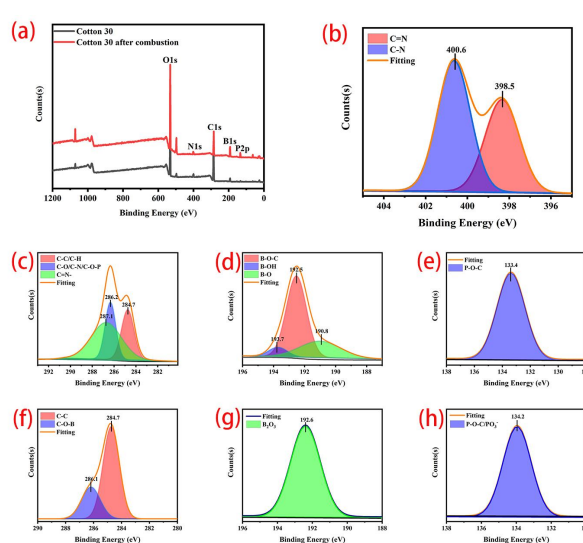 (a)
Cotton 30
Cotton 30 after combustion
O1s
C1s
N1s
B1s
P2p
Counts(s)
1200 1000 800 600 400 200 0
Binding Energy (eV)
(b)
C=N
C-N
Fitting
400.6
398.5
Counts(s)
404 402 400 398 396
Binding Energy (eV)
(c)
C-C/C-H
C-O/C-N/C-O-P
C=N-
Fitting
286.2
284.7
287.1
Counts(s)
292 290 288 286 284 282
Binding Energy (eV)
(d)
B-O-C
B-OH
B-O
Fitting
192.5
193.7
190.8
Counts(s)
196 194 192 190 188 186
Binding Energy (eV)
(e)
Fitting
P-O-C
133.4
Counts(s)
138 136 134 132 130 128
Binding Energy (eV)
(f)
C-C
C-O-B
Fitting
284.7
286.1
Counts(s)
290 288 286 284 282 280
Binding Energy (eV)
(g)
Fitting
B₂O₃
192.6
Counts(s)
196 194 192 190 188
Binding Energy (eV)
(h)
Fitting
P-O-C/PO₃⁻
134.2
Counts(s)
138 136 134 132 130
Binding Energy (eV)